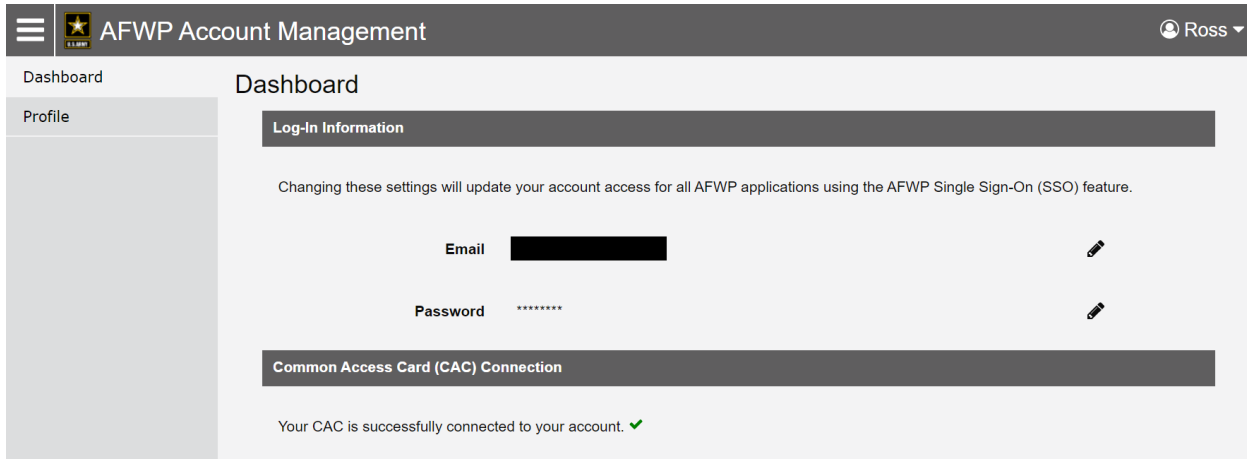 AFWP Account Management
Ross
Dashboard
Profile
Dashboard
Log-In Information
Changing these settings will update your account access for all AFWP applications using the AFWP Single Sign-On (SSO) feature.
Email
Password ********
Common Access Card (CAC) Connection
Your CAC is successfully connected to your account.